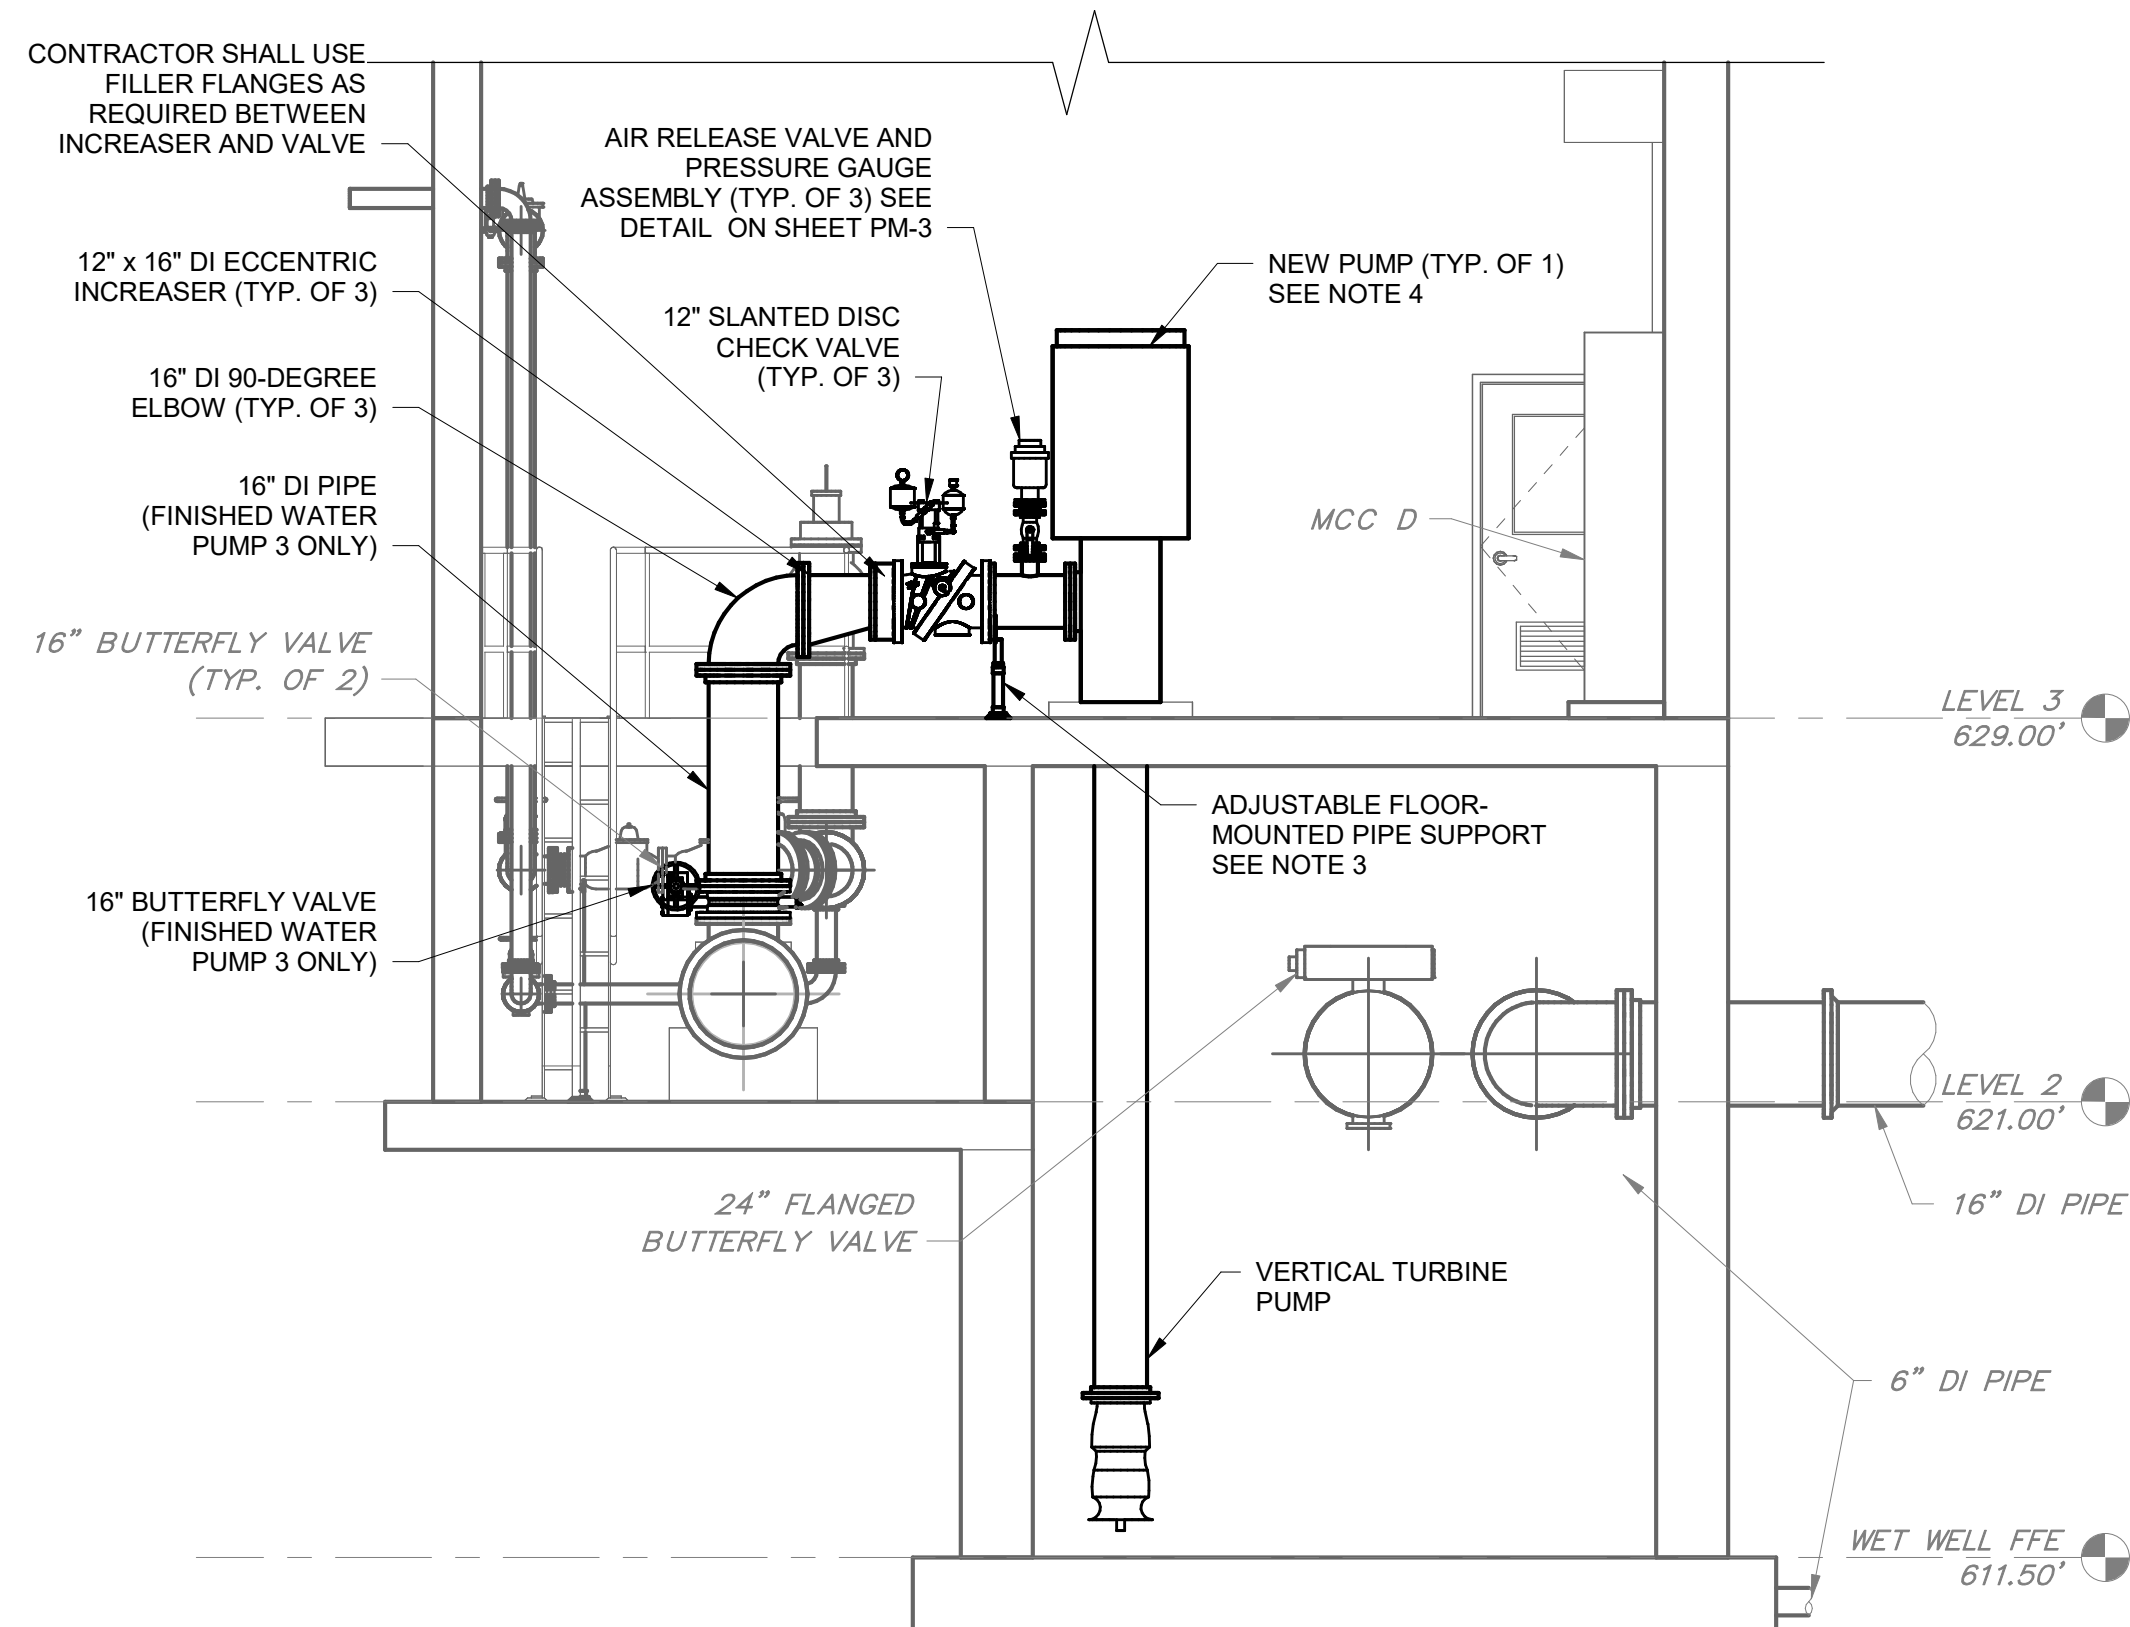 CONTRACTOR SHALL USE
FILLER FLANGES AS
REQUIRED BETWEEN
INCREASER AND VALVE
AIR RELEASE VALVE AND
PRESSURE GAUGE
ASSEMBLY (TYP. OF 3) SEE
DETAIL ON SHEET PM-3
12" x 16" DI ECCENTRIC
INCREASER (TYP. OF 3)
NEW PUMP (TYP. OF 1)
SEE NOTE 4
12" SLANTED DISC
CHECK VALVE
(TYP. OF 3)
16" DI 90-DEGREE
ELBOW (TYP. OF 3)
16" DI PIPE
(FINISHED WATER
PUMP 3 ONLY)
MCC D
16” BUTTERFLY VALVE
(TYP. OF 2)
LEVEL 3
629.00’
ADJUSTABLE FLOOR-
MOUNTED PIPE SUPPORT
SEE NOTE 3
16" BUTTERFLY VALVE
(FINISHED WATER
PUMP 3 ONLY)
LEVEL 2
621.00’
24” FLANGED
BUTTERFLY VALVE
16” DI PIPE
VERTICAL TURBINE
PUMP
6” DI PIPE
WET WELL FFE
611.50’